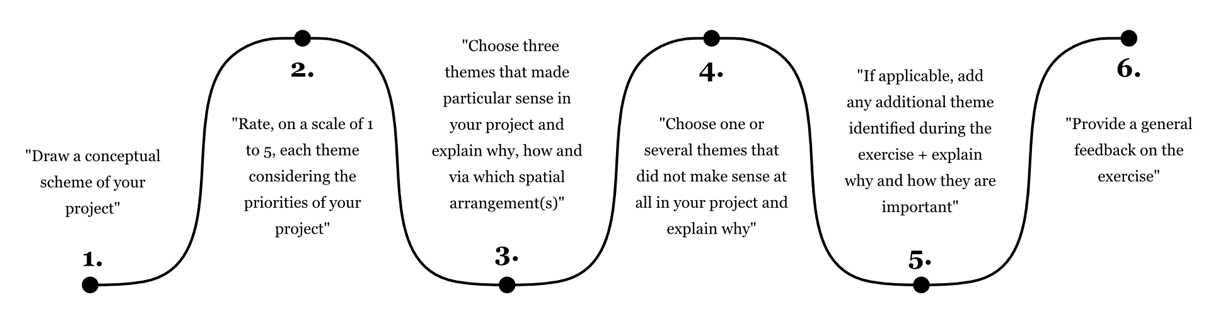 1.
"Draw a conceptual
scheme of your
project"
2.
"Rate, on a scale of 1
to 5, each theme
considering the
priorities of your
project"
3.
"Choose three
themes that made
particular sense in
your project and
explain why, how and
via which spatial
arrangement(s)"
4.
"Choose one or
several themes that
did not make sense at
all in your project and
explain why"
5.
"If applicable, add
any additional theme
identified during the
exercise + explain
why and how they are
important"
6.
"Provide a general
feedback on the
exercise"